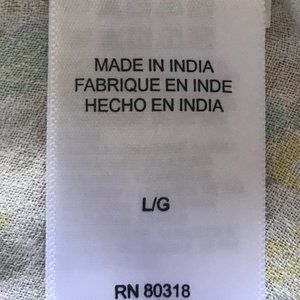 MADE IN INDIA
FABRIQUE EN INDE
HECHO EN INDIA
L/G
RN 80318